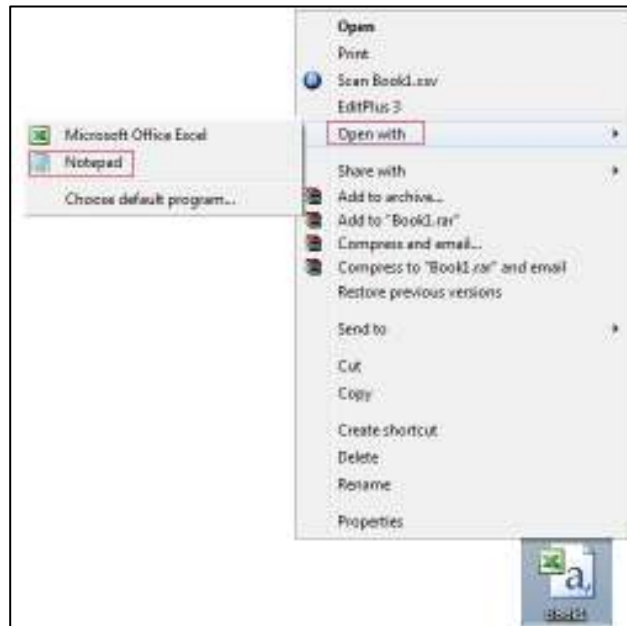 Open
Print
Scan Book1.csv
EditPlus 3
Open with
Microsoft Office Excel
Notepad
Choose default program...
Share with
Add to archive...
Add to "Book1.rar"
Compress and email...
Compress to "Book1.rar" and email
Restore previous versions
Send to
Cut
Copy
Create shortcut
Delete
Rename
Properties
a,
Book1